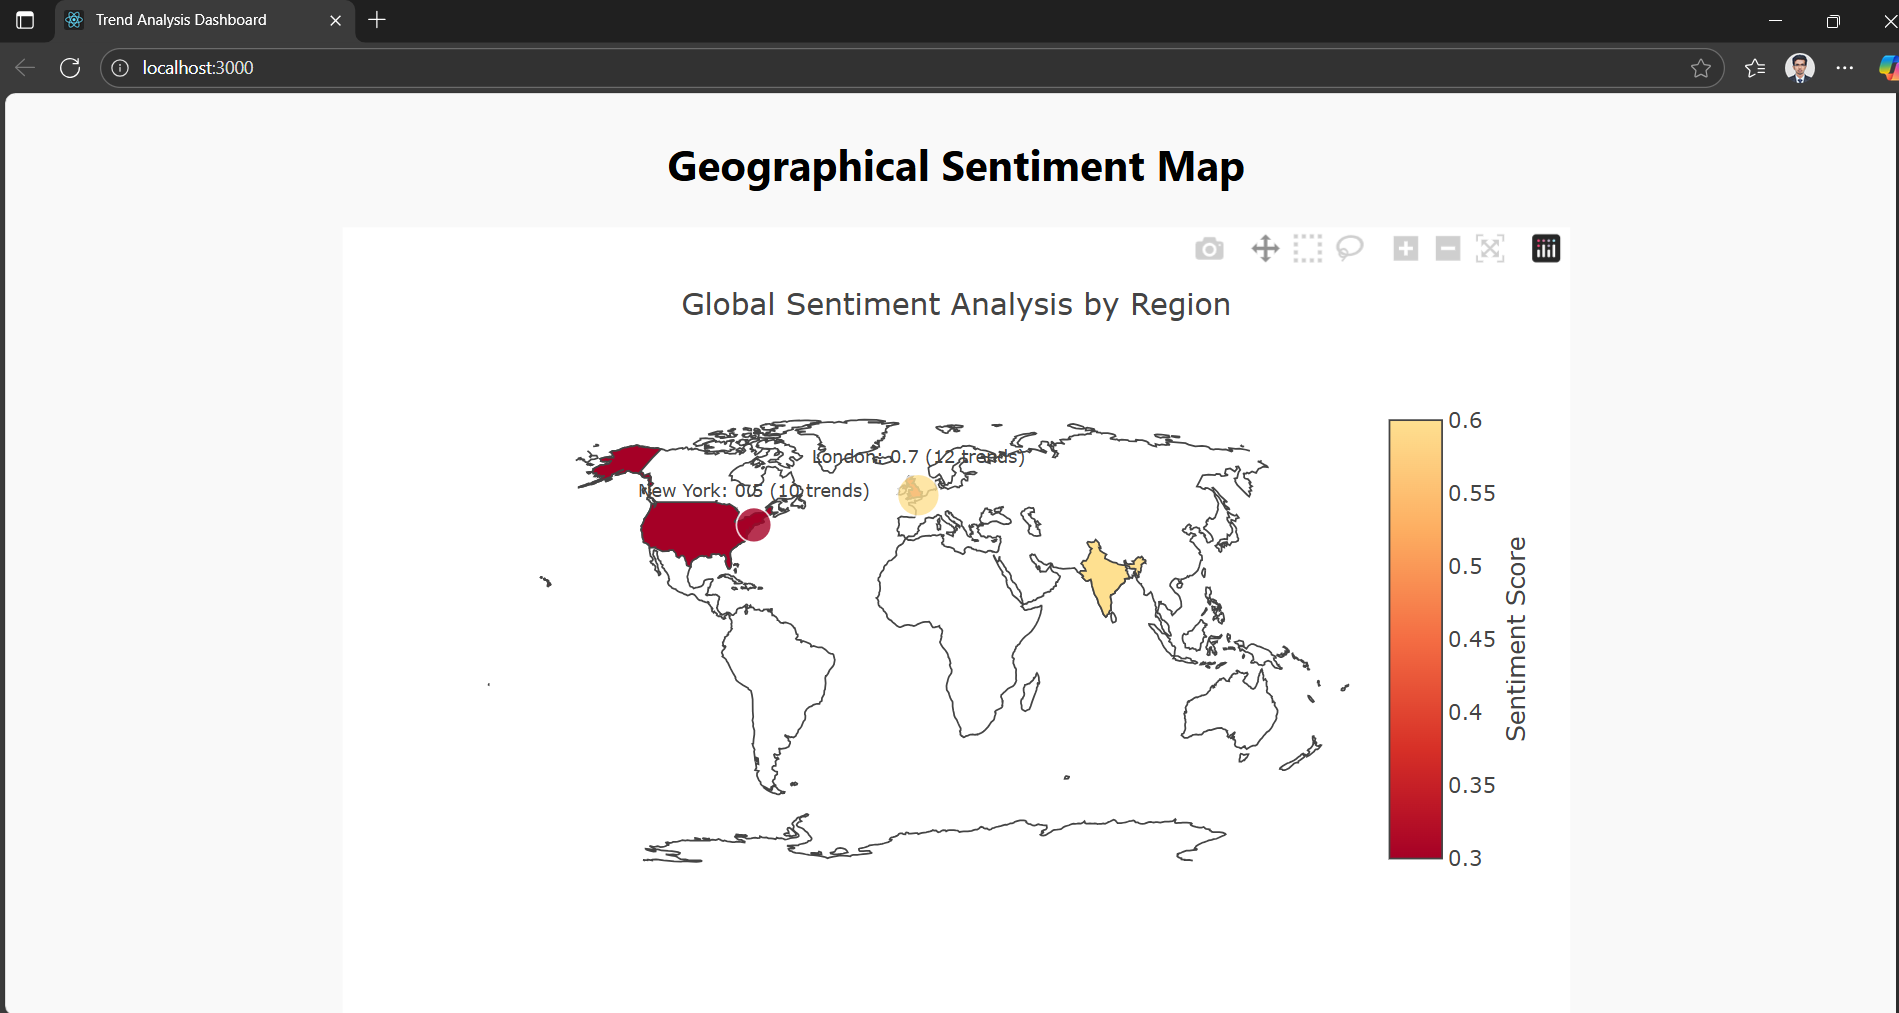 Trend Analysis Dashboard
localhost:3000
Geographical Sentiment Map
Global Sentiment Analysis by Region
London: 0.7 (12 trends)
New York: 0.5 (10 trends)
0.6
0.55
0.5
0.45
0.4
0.35
0.3
Sentiment Score